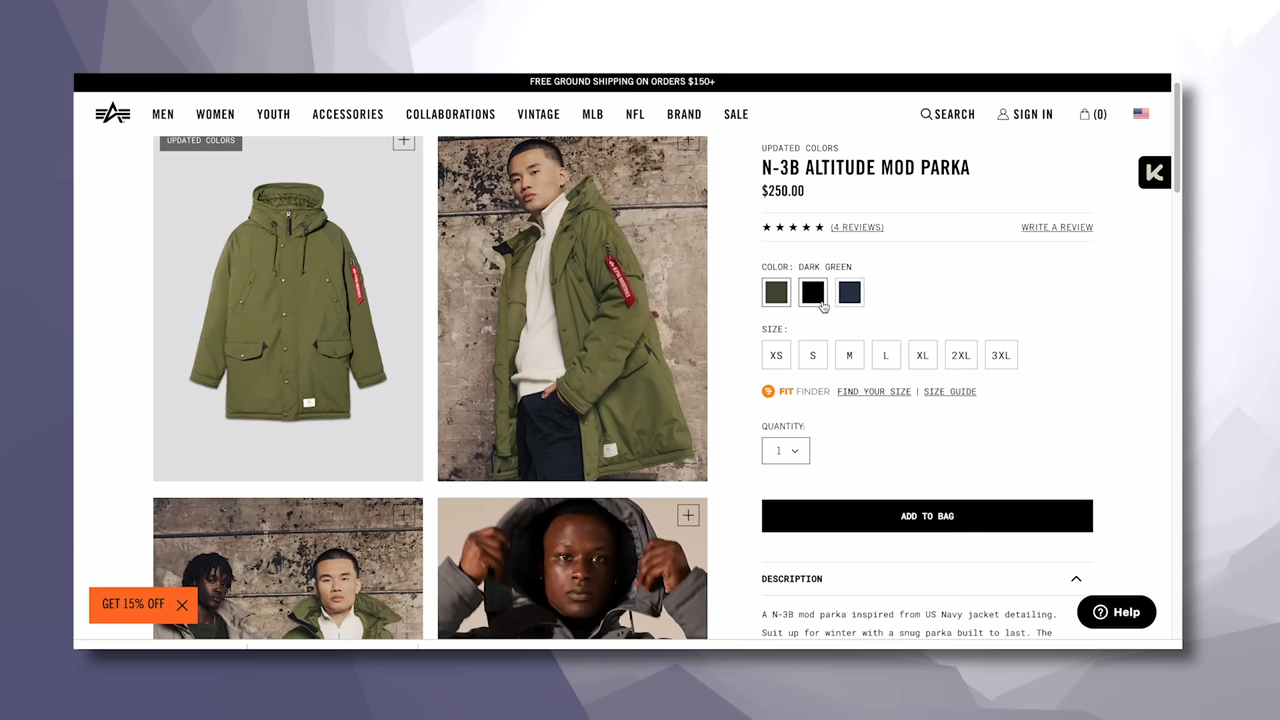 FREE GROUND SHIPPING ON ORDERS $150+
MEN WOMEN YOUTH ACCESSORIES COLLABORATIONS VINTAGE MLB NFL BRAND SALE SEARCH SIGN IN (0)
UPDATED COLORS
UPDATED COLORS
N-3B ALTITUDE MOD PARKA
$250.00
(4 REVIEWS) WRITE A REVIEW
COLOR: DARK GREEN
SIZE:
XS S M L XL 2XL 3XL
FIT FINDER FIND YOUR SIZE | SIZE GUIDE
QUANTITY:
1
ADD TO BAG
DESCRIPTION
A N-3B mod parka inspired from US Navy jacket detailing.
Suit up for winter with a snug parka built to last. The
GET 15% OFF
Help
ALPHA INDUSTRIES
K